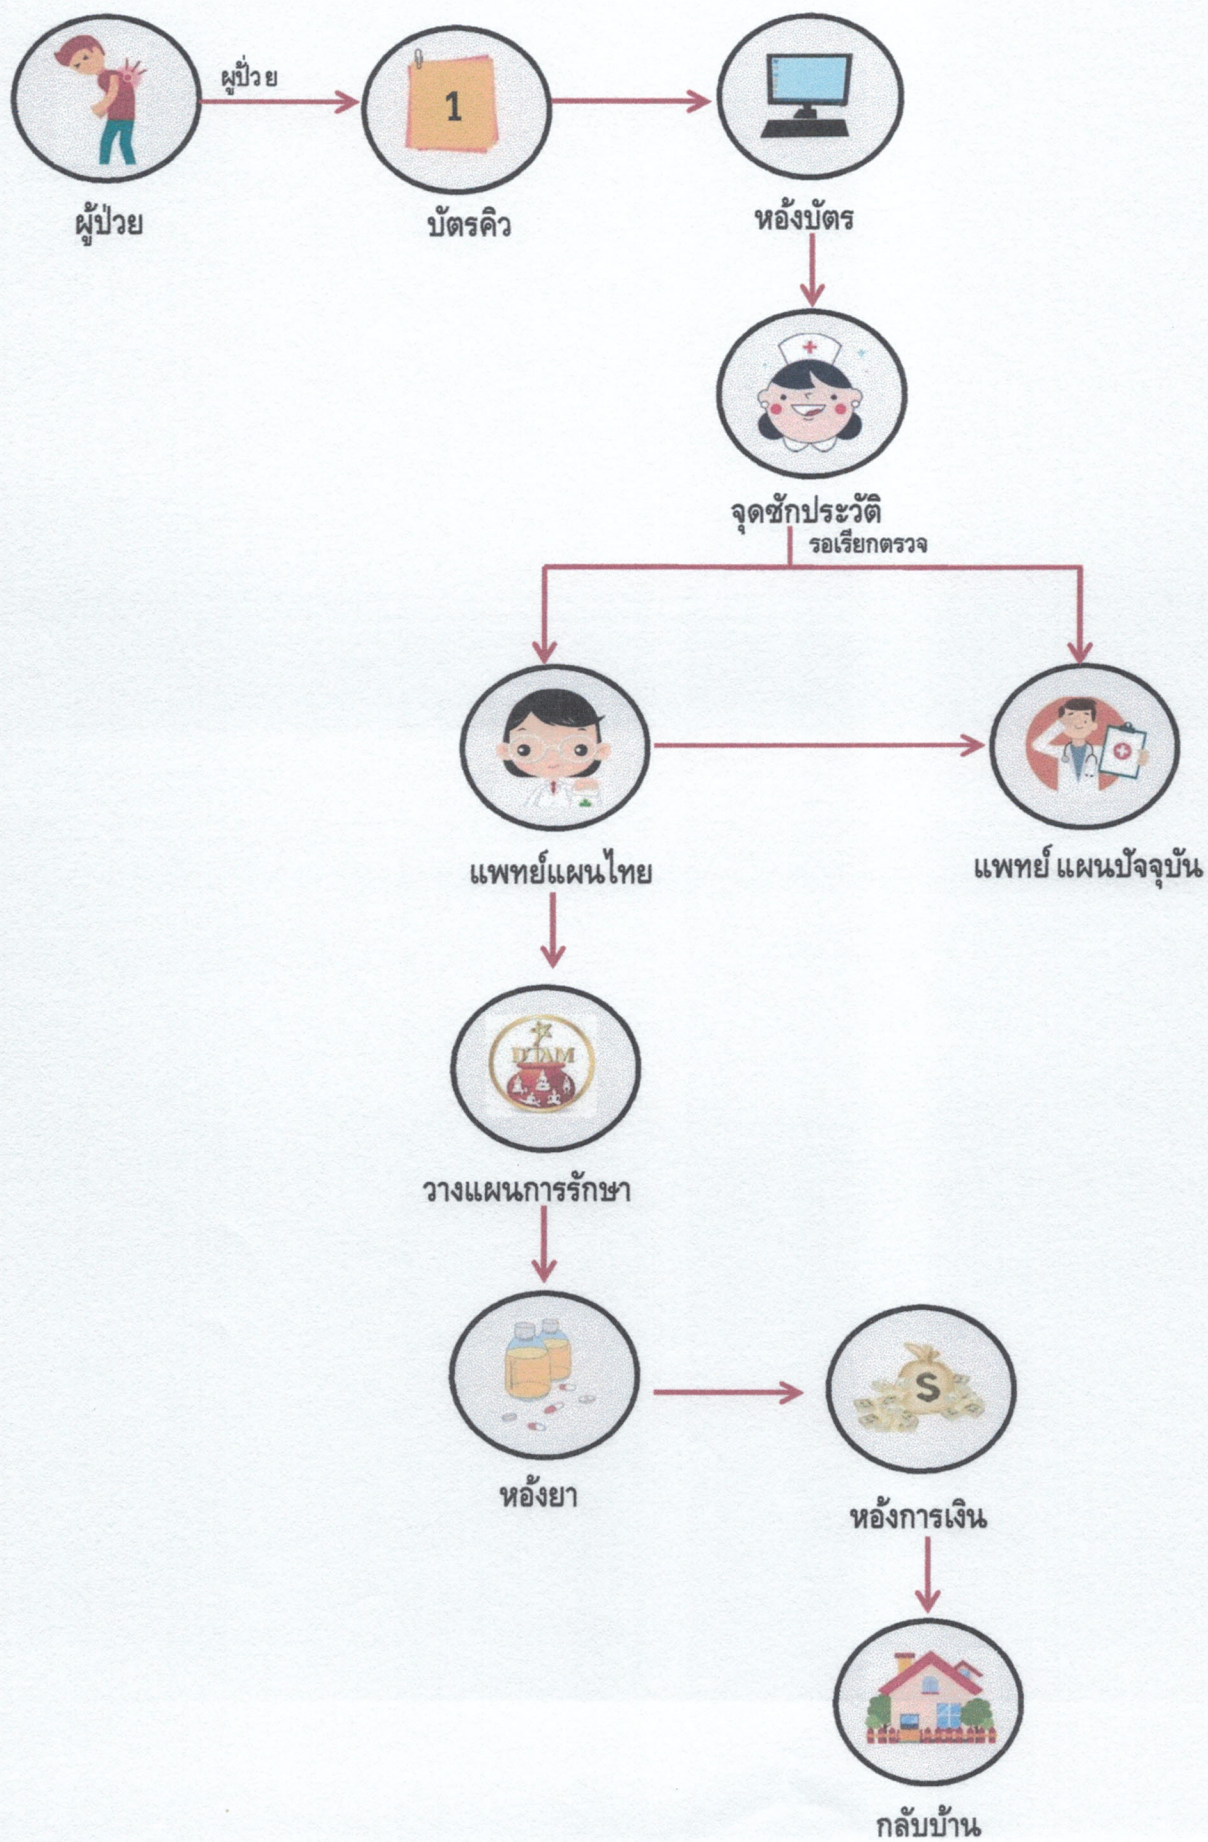 ผู้ป่วย
1
ผู้ป่วย
บัตรคิว
หอ้งบัตร
จุดซักประวัติ
รอเรียกตรวจ
แพทย์แผนไทย
แพทย์ แผนปัจจุบัน
DTAM
วางแผนการรักษา
S
หอ้งยา
หอ้งการเงิน
กลับบ้าน